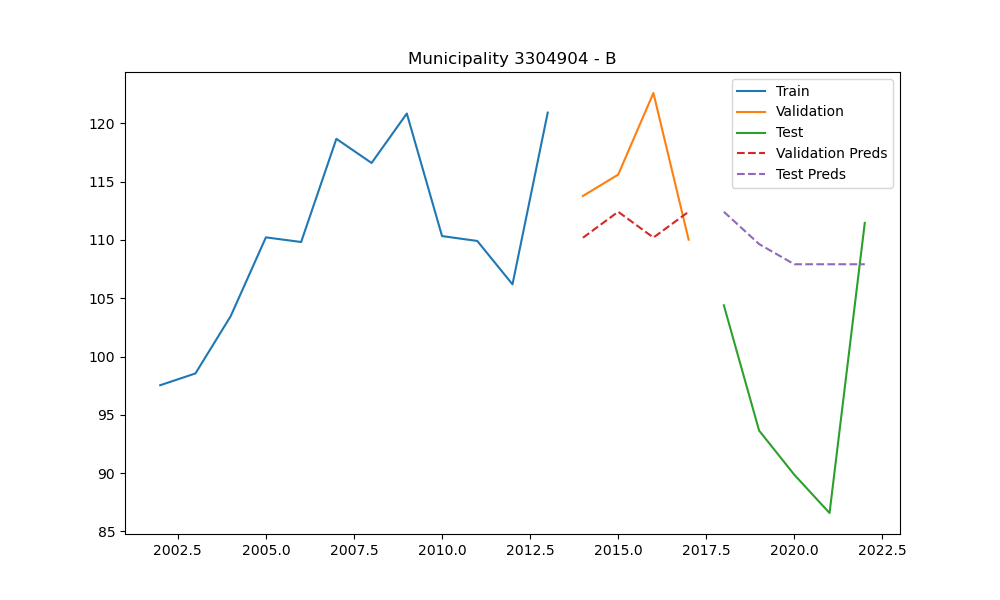 Municipality 3304904 - B
Train
Validation
Test
Validation Preds
Test Preds
120
115
110
105
100
95
90
85
2002.5 2005.0 2007.5 2010.0 2012.5 2015.0 2017.5 2020.0 2022.5